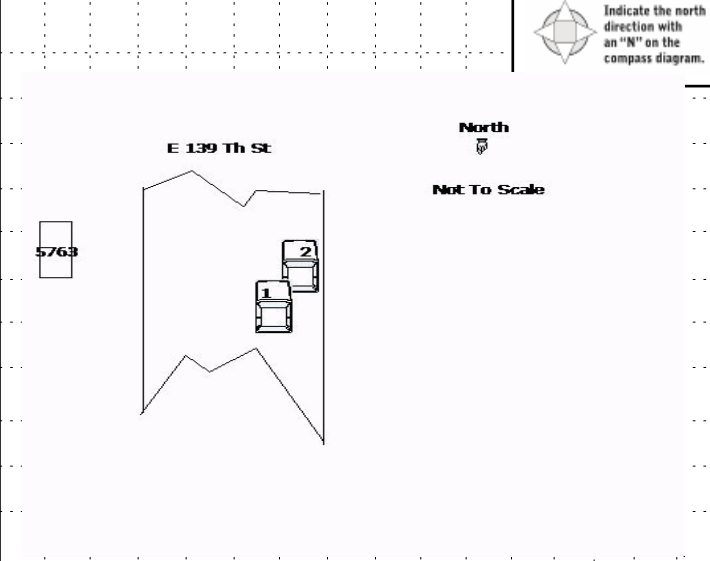 Indicate the north
direction with
an "N" on the
compass diagram.
North
E 139 Th St
Not To Scale
5763
2
1